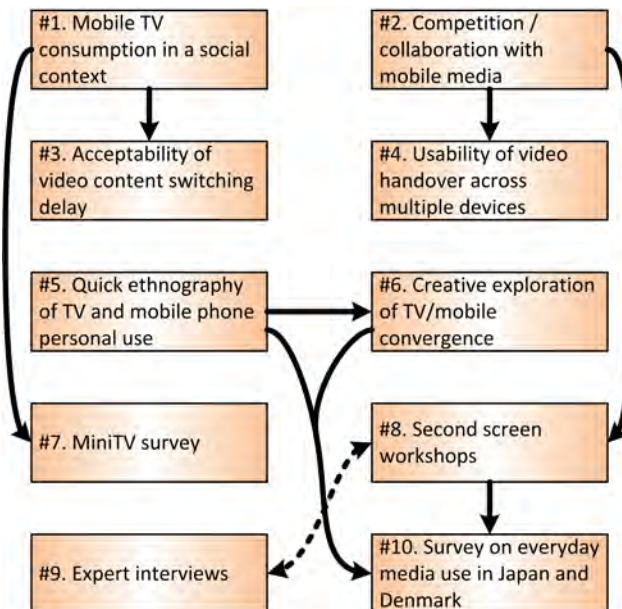 #1. Mobile TV
consumption in a social
context
#2. Competition /
collaboration with
mobile media
#3. Acceptability of
video content switching
delay
#4. Usability of video
handover across
multiple devices
#5. Quick ethnography
of TV and mobile phone
personal use
#6. Creative exploration
of TV/mobile
convergence
#7. MiniTV survey
#8. Second screen
workshops
#9. Expert interviews
#10. Survey on everyday
media use in Japan and
Denmark